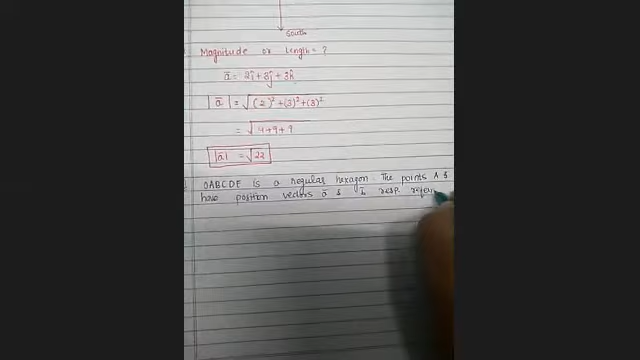 South
Magnitude or length = ?
ā = 2î + 3ĵ + 3k̂
|ā| = √(2)² + (3)² + (3)²
= √4+9+9
|ā| = √22
OABCDE is a regular hexagon. The points A &
have position vectors ā & b̄ resp. refer